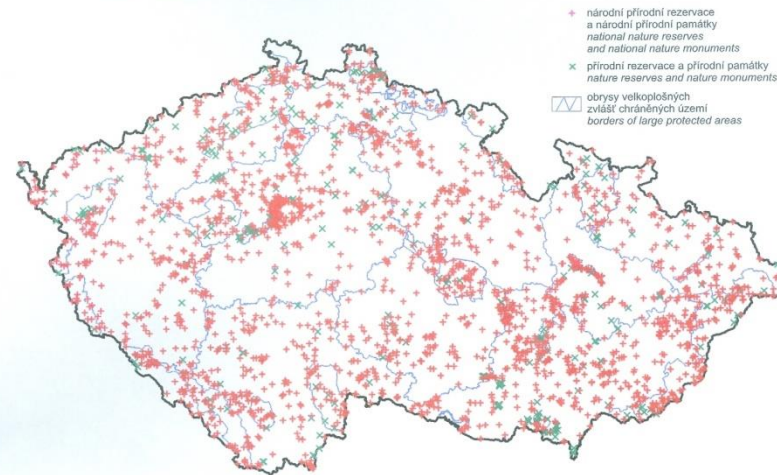 národní přírodní rezervace
a národní přírodní památky
national nature reserves
and national nature monuments
přírodní rezervace a přírodní památky
nature reserves and nature monuments
obrysy velkoplošných
zvlášť chráněných území
borders of large protected areas